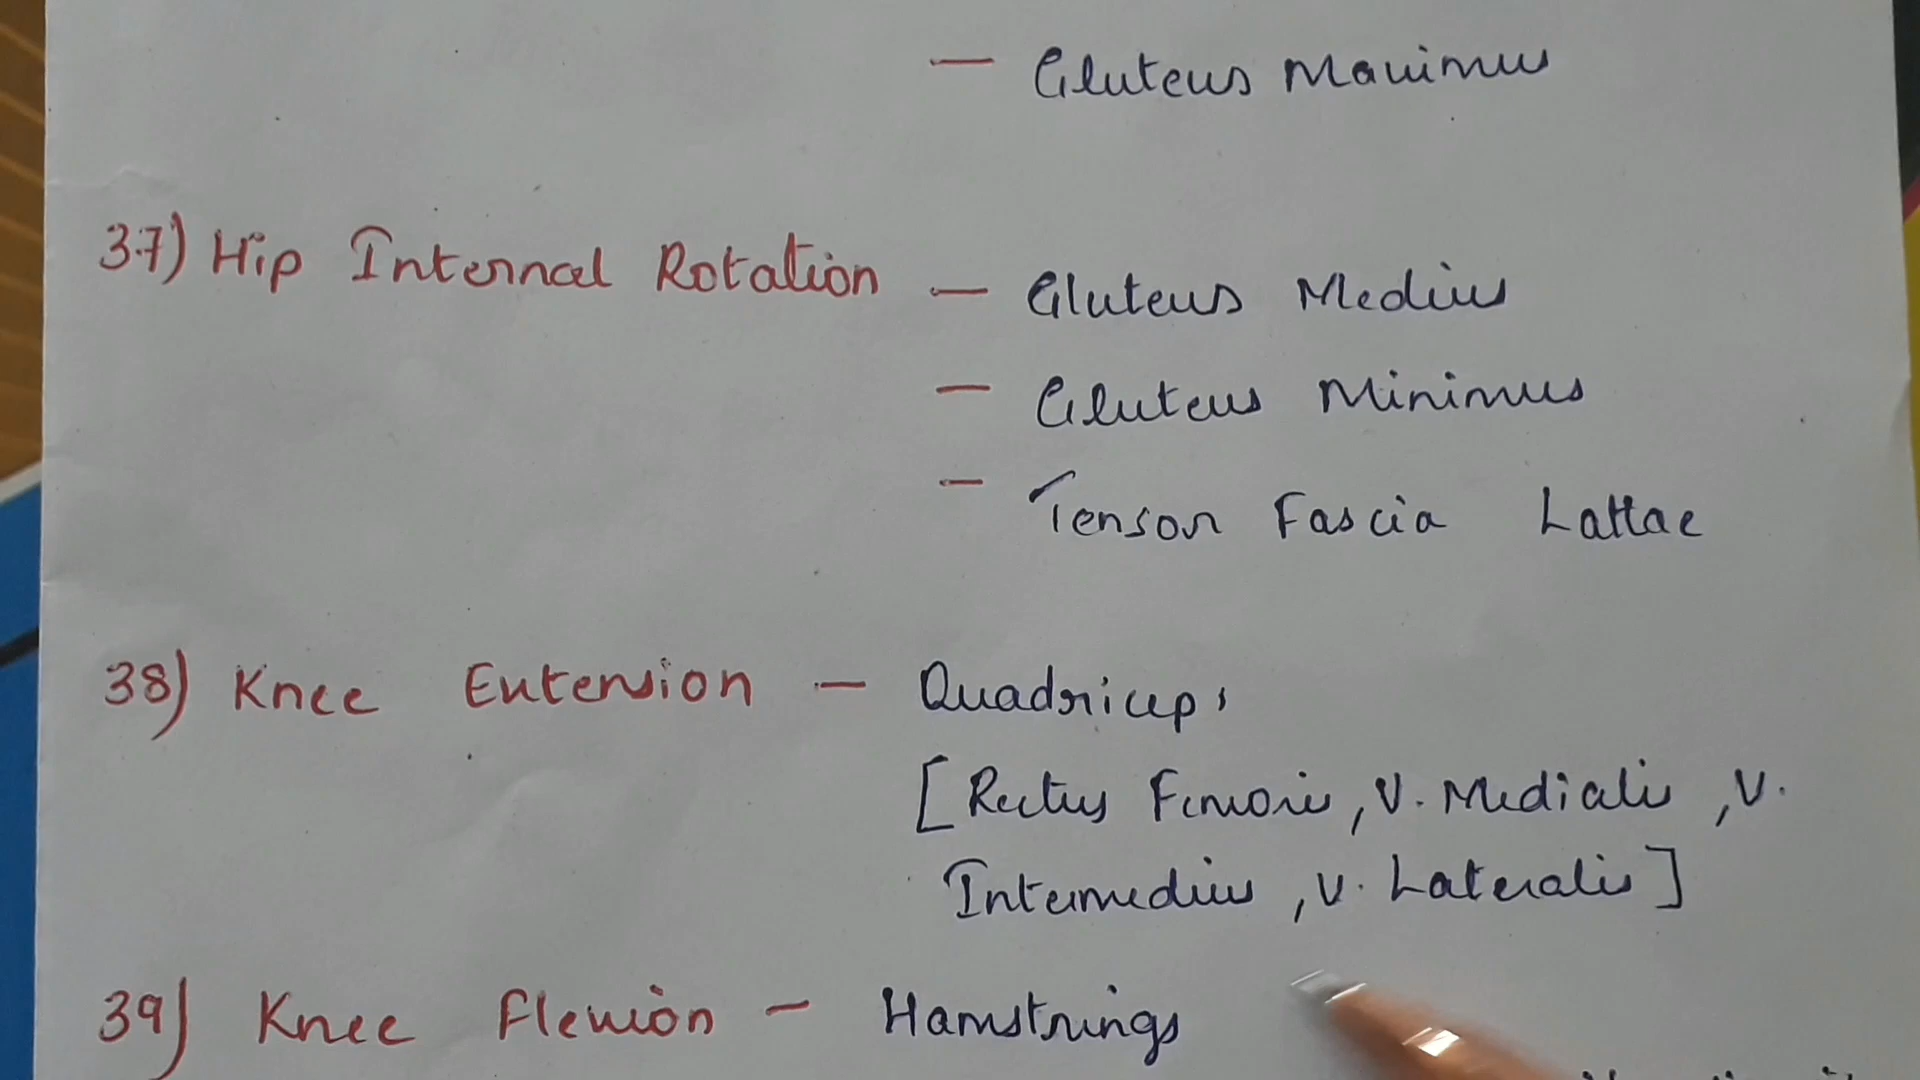 – Gluteus Maximus
37) Hip Internal Rotation – Gluteus Medius
– Gluteus Minimus
– Tensor Fascia Lattae
38) Knee Extension – Quadriceps
[Rectus Femoris, V. Medialis, V.
Intermedius, V. Lateralis]
39) Knee Flexion – Hamstrings